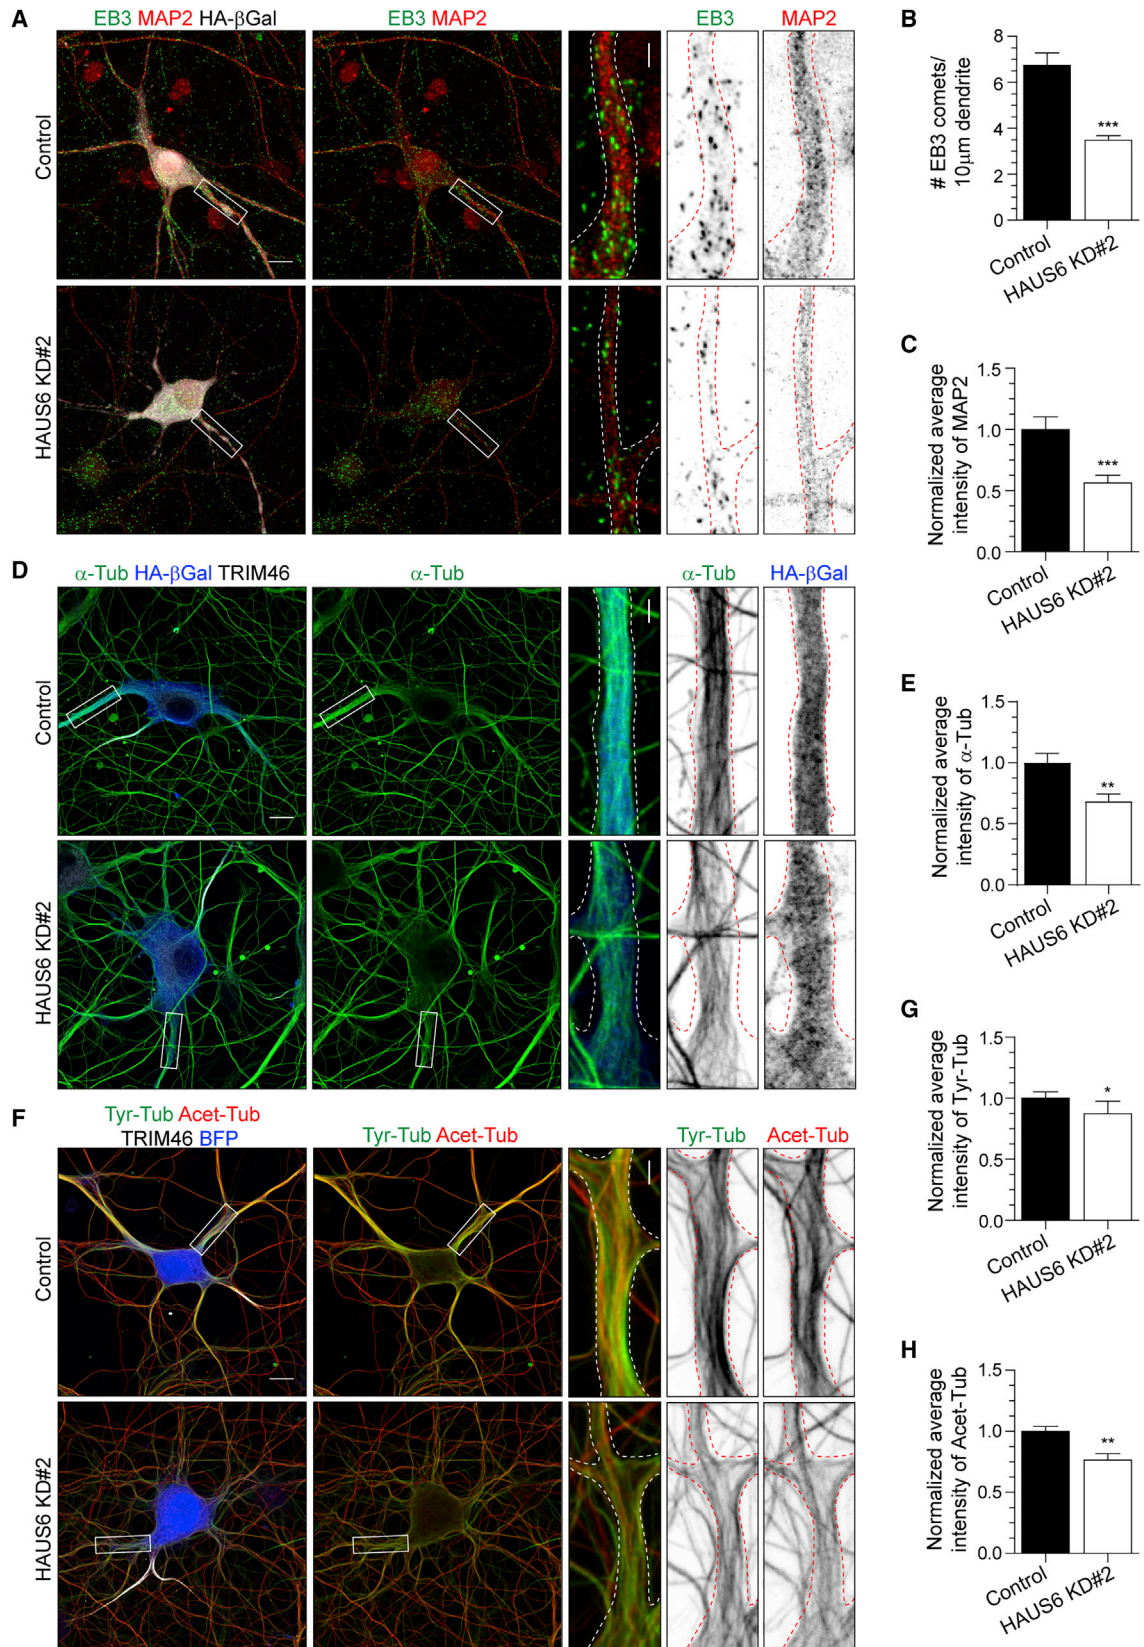 A
EB3 MAP2 HA-βGal
EB3 MAP2
EB3
MAP2
Control
HAUS6 KD#2
B
# EB3 comets/
10μm dendrite
8
6
4
2
0
***
Control
HAUS6 KD#2
C
Normalized average
intensity of MAP2
1.5
1.0
0.5
0.0
***
Control
HAUS6 KD#2
D
α-Tub HA-βGal TRIM46
α-Tub
α-Tub
HA-βGal
Control
HAUS6 KD#2
E
Normalized average
intensity of α-Tub
1.5
1.0
0.5
0.0
**
Control
HAUS6 KD#2
F
Tyr-Tub Acet-Tub
TRIM46 BFP
Tyr-Tub Acet-Tub
Tyr-Tub
Acet-Tub
Control
HAUS6 KD#2
G
Normalized average
intensity of Tyr-Tub
1.5
1.0
0.5
0.0
*
Control
HAUS6 KD#2
H
Normalized average
intensity of Acet-Tub
1.5
1.0
0.5
0.0
**
Control
HAUS6 KD#2